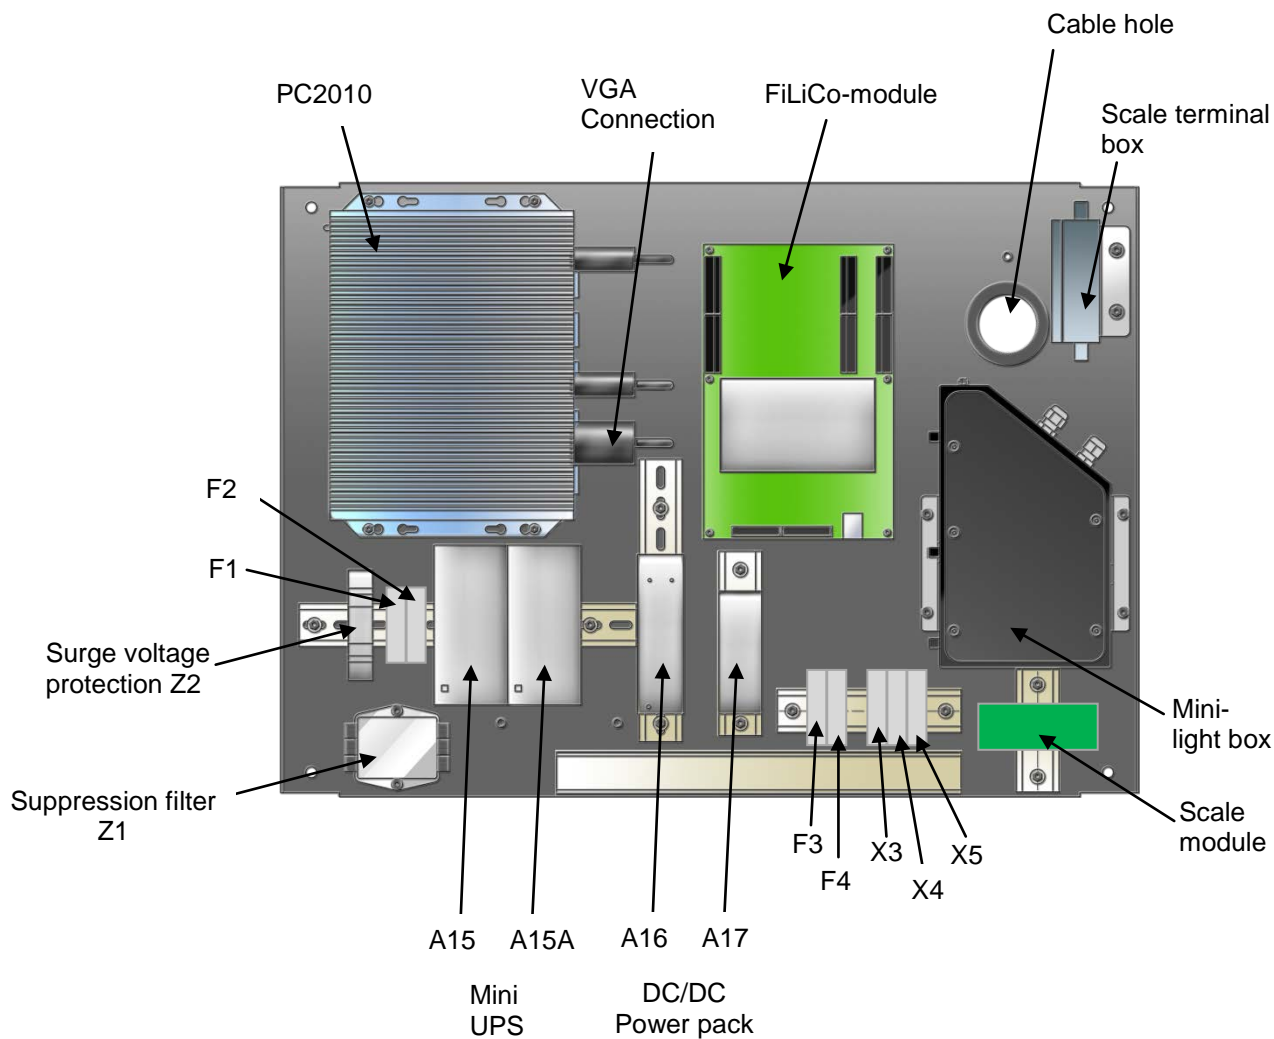 Cable hole
PC2010
VGA
Connection
FiLiCo-module
Scale terminal
box
F2
F1
Surge voltage
protection Z2
Mini-
light box
Suppression filter
Z1
Scale
module
F3
F4
X3
X4
X5
A15
A15A
A16
A17
Mini
UPS
DC/DC
Power pack